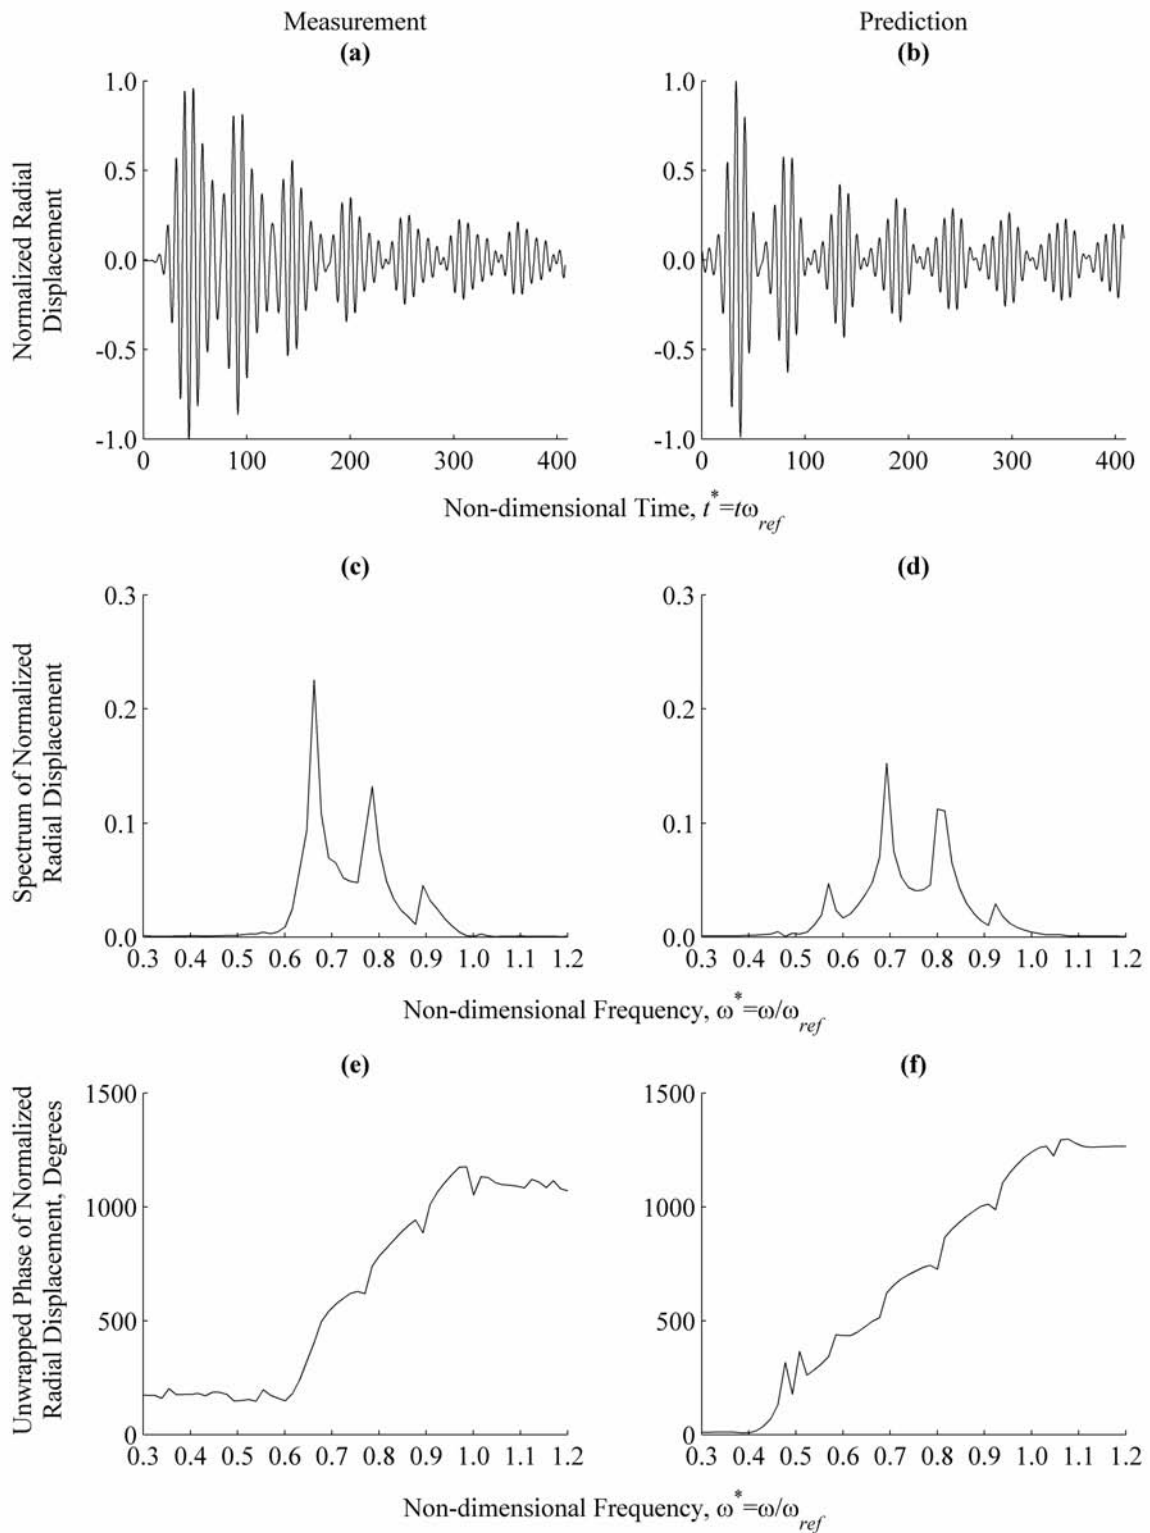 Measurement
Prediction
(a)
(b)
Normalized Radial
Displacement
1.0
0.5
0.0
-0.5
-1.0
0 100 200 300 400
1.0
0.5
0.0
-0.5
-1.0
0 100 200 300 400
Non-dimensional Time, t*=tω_ref
(c)
(d)
Spectrum of Normalized
Radial Displacement
0.3
0.2
0.1
0.0
0.3 0.4 0.5 0.6 0.7 0.8 0.9 1.0 1.1 1.2
0.3
0.2
0.1
0.0
0.3 0.4 0.5 0.6 0.7 0.8 0.9 1.0 1.1 1.2
Non-dimensional Frequency, ω*=ω/ω_ref
(e)
(f)
Unwrapped Phase of Normalized
Radial Displacement, Degrees
1500
1000
500
0
0.3 0.4 0.5 0.6 0.7 0.8 0.9 1.0 1.1 1.2
1500
1000
500
0
0.3 0.4 0.5 0.6 0.7 0.8 0.9 1.0 1.1 1.2
Non-dimensional Frequency, ω*=ω/ω_ref